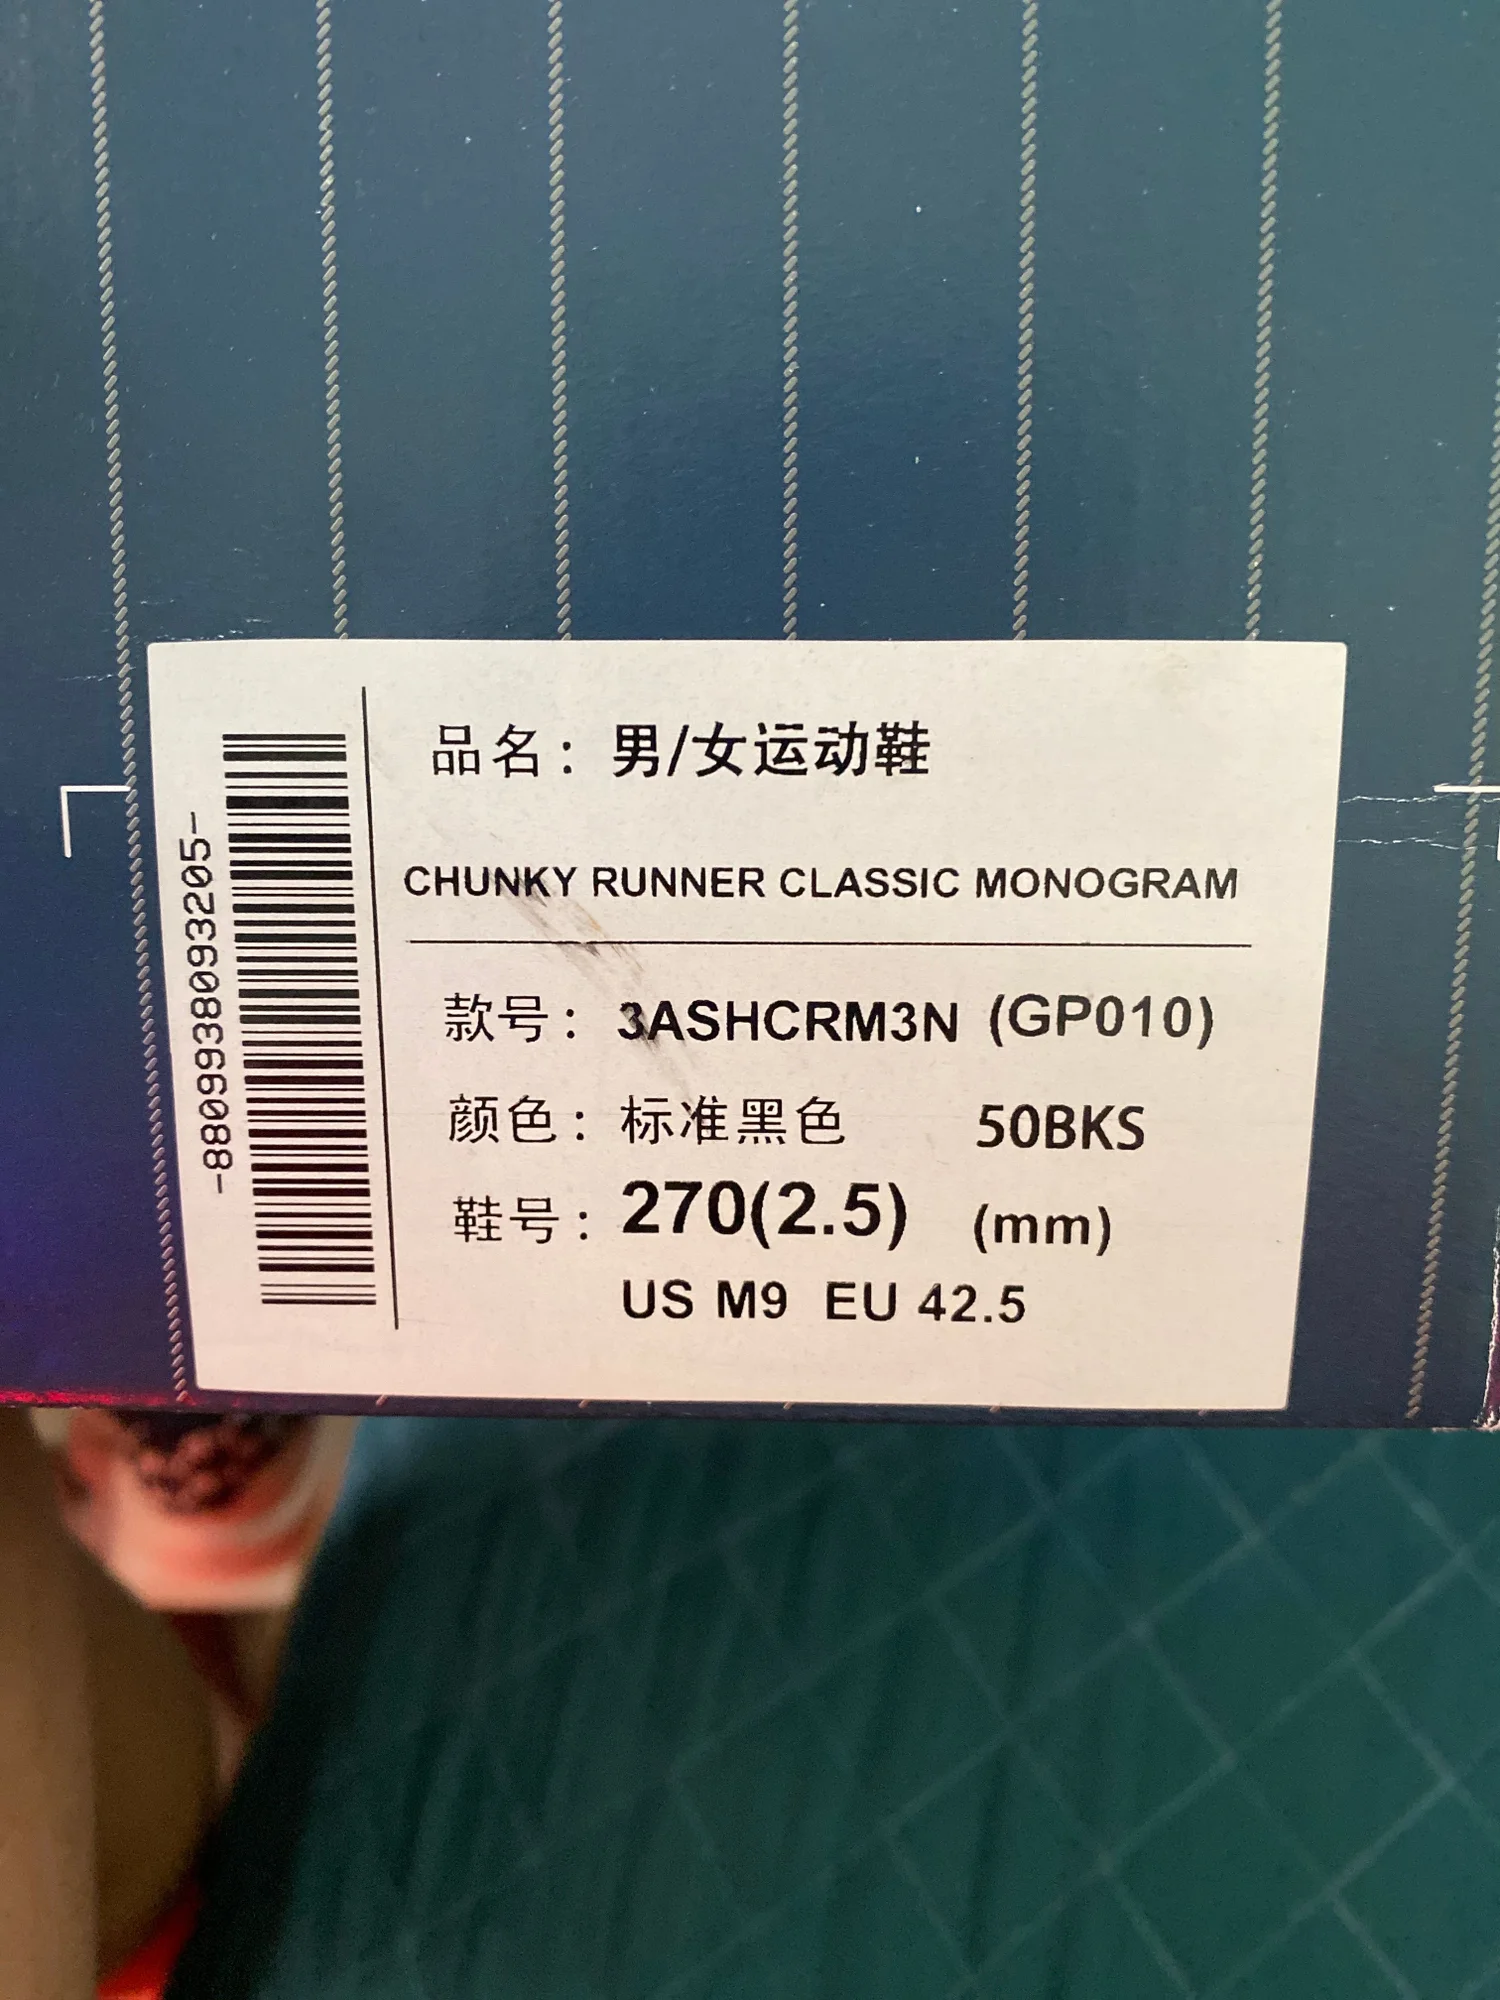 品名：男/女运动鞋
CHUNKY RUNNER CLASSIC MONOGRAM
款号：3ASHCRM3N (GP010)
颜色：标准黑色 50BKS
鞋号：270(2.5) (mm)
US M9 EU 42.5
-8809938093205-